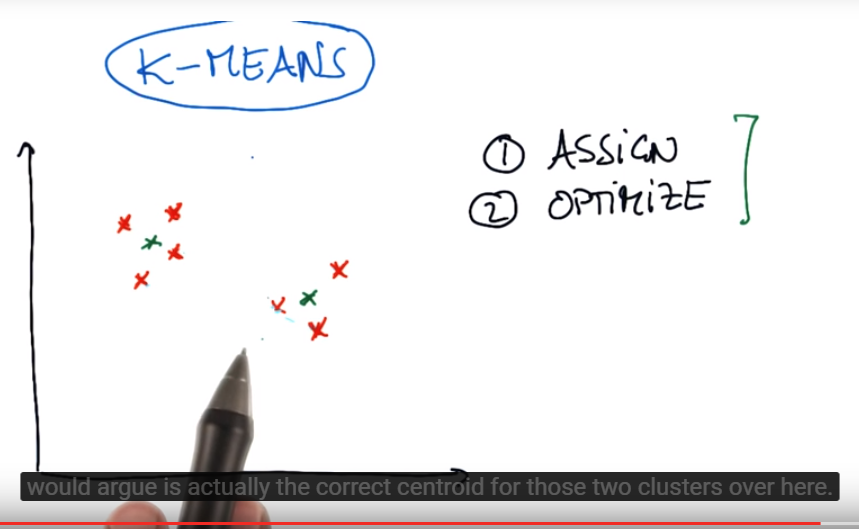 K-MEANS
① ASSIGN
② OPTIMIZE
would argue is actually the correct centroid for those two clusters over here.